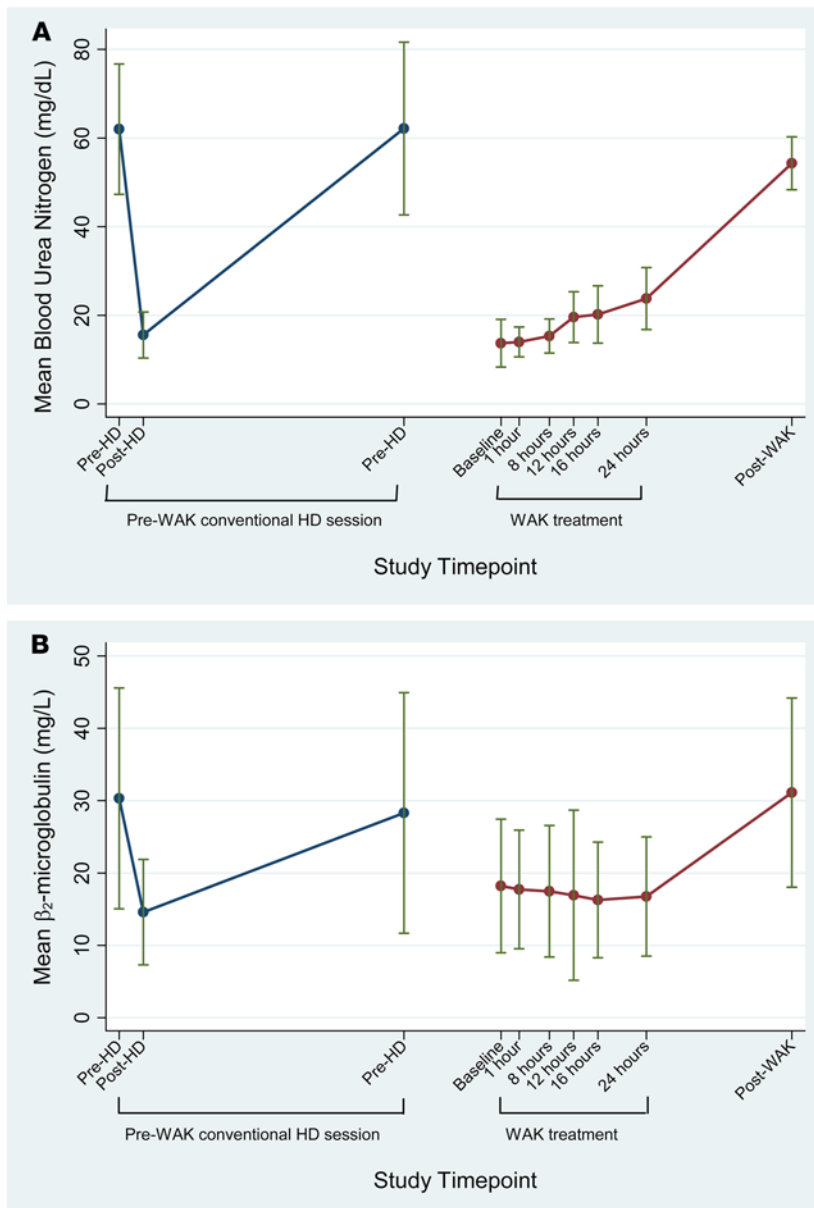 A
Mean Blood Urea Nitrogen (mg/dL)
80
60
40
20
0
Pre-HD
Post-HD
Pre-HD
Baseline
1 hour
8 hours
12 hours
16 hours
24 hours
Post-WAK
Pre-WAK conventional HD session
WAK treatment
Study Timepoint
B
Mean β₂-microglobulin (mg/L)
50
40
30
20
10
0
Pre-HD
Post-HD
Pre-HD
Baseline
1 hour
8 hours
12 hours
16 hours
24 hours
Post-WAK
Pre-WAK conventional HD session
WAK treatment
Study Timepoint